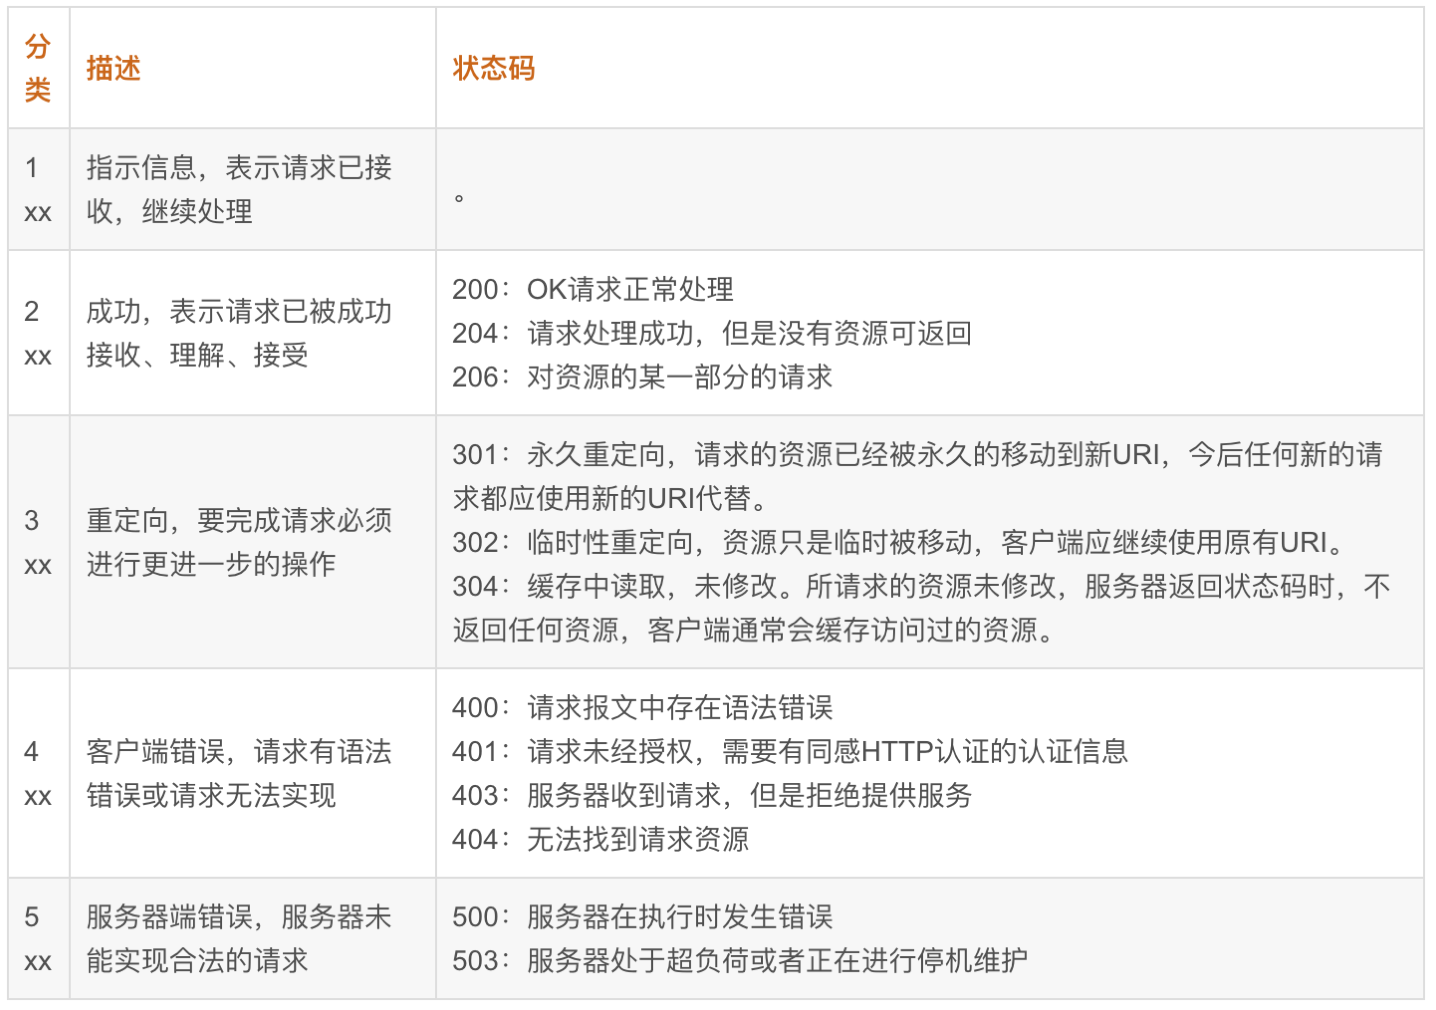 分
类
描述
状态码
1
xx
指示信息，表示请求已接
收，继续处理
。
2
xx
成功，表示请求已被成功
接收、理解、接受
200：OK请求正常处理
204：请求处理成功，但是没有资源可返回
206：对资源的某一部分的请求
3
xx
重定向，要完成请求必须
进行更进一步的操作
301：永久重定向，请求的资源已经被永久的移动到新URI，今后任何新的请
求都应使用新的URI代替。
302：临时性重定向，资源只是临时被移动，客户端应继续使用原有URI。
304：缓存中读取，未修改。所请求的资源未修改，服务器返回状态码时，不
返回任何资源，客户端通常会缓存访问过的资源。
4
xx
客户端错误，请求有语法
错误或请求无法实现
400：请求报文中存在语法错误
401：请求未经授权，需要有同感HTTP认证的认证信息
403：服务器收到请求，但是拒绝提供服务
404：无法找到请求资源
5
xx
服务器端错误，服务器未
能实现合法的请求
500：服务器在执行时发生错误
503：服务器处于超负荷或者正在进行停机维护